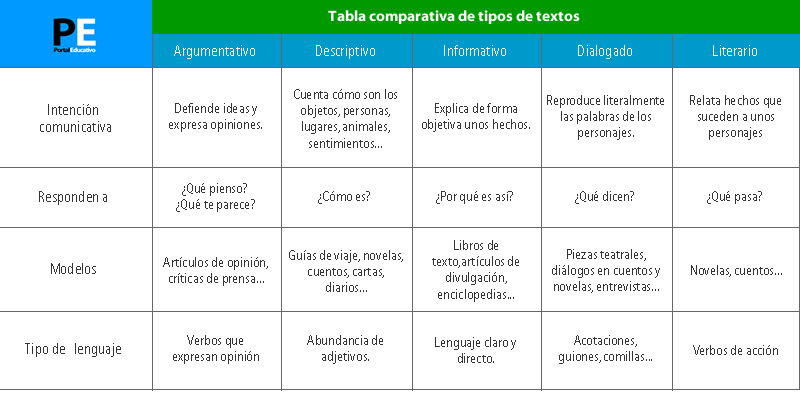 PE
Portal Educativo
Tabla comparativa de tipos de textos
Argumentativo
Descriptivo
Informativo
Dialogado
Literario
Intención
comunicativa
Defiende ideas y
expresa opiniones.
Cuenta cómo son los
objetos, personas,
lugares, animales,
sentimientos...
Explica de forma
objetiva unos hechos.
Reproduce literalmente
las palabras de los
personajes.
Relata hechos que
suceden a unos
personajes
Responden a
¿Qué pienso?
¿Qué te parece?
¿Cómo es?
¿Por qué es así?
¿Qué dicen?
¿Qué pasa?
Modelos
Artículos de opinión,
críticas de prensa...
Guías de viaje, novelas,
cuentos, cartas,
diarios...
Libros de
texto,artículos de
divulgación,
enciclopedias...
Piezas teatrales,
diálogos en cuentos y
novelas, entrevistas...
Novelas, cuentos...
Tipo de lenguaje
Verbos que
expresan opinión
Abundancia de
adjetivos.
Lenguaje claro y
directo.
Acotaciones,
guiones, comillas...
Verbos de acción